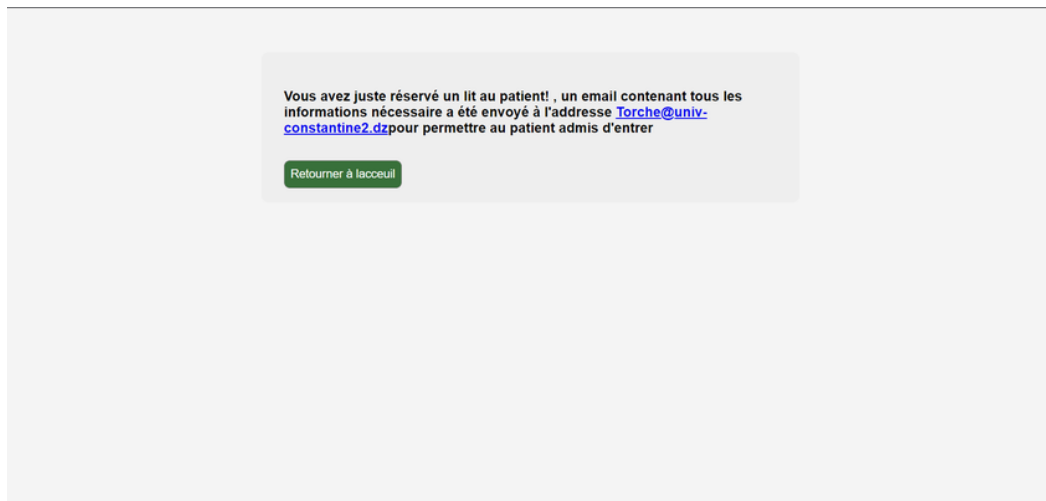 Vous avez juste réservé un lit au patient! , un email contenant tous les
informations nécessaire a été envoyé à l'addresse Torche@univ-
constantine2.dzpour permettre au patient admis d'entrer
Retourner à lacceuil